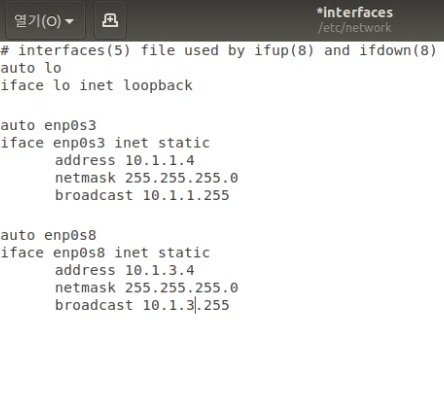 열기(O)
*interfaces
/etc/network
# interfaces(5) file used by ifup(8) and ifdown(8)
auto lo
iface lo inet loopback
auto enp0s3
iface enp0s3 inet static
address 10.1.1.4
netmask 255.255.255.0
broadcast 10.1.1.255
auto enp0s8
iface enp0s8 inet static
address 10.1.3.4
netmask 255.255.255.0
broadcast 10.1.3.255